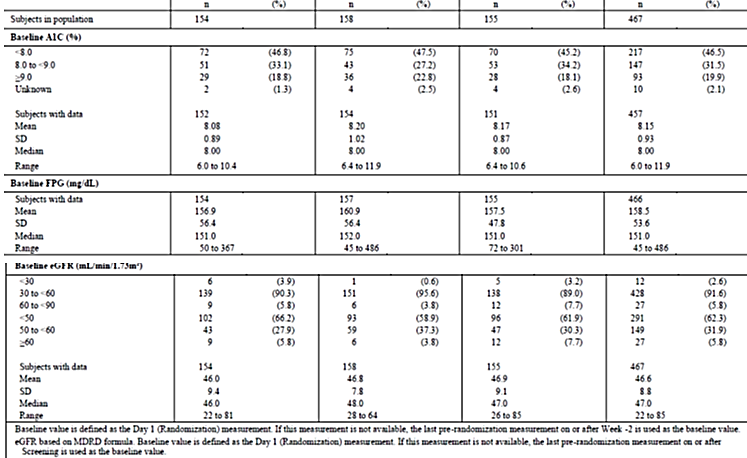 n (%) n (%) n (%) n (%)
Subjects in population 154 158 155 467
Baseline A1C (%)
<8.0 72 (46.8) 75 (47.5) 70 (45.2) 217 (46.5)
8.0 to <9.0 51 (33.1) 43 (27.2) 53 (34.2) 147 (31.5)
≥9.0 29 (18.8) 36 (22.8) 28 (18.1) 93 (19.9)
Unknown 2 (1.3) 4 (2.5) 4 (2.6) 10 (2.1)
Subjects with data 152 154 151 457
Mean 8.08 8.20 8.17 8.15
SD 0.89 1.02 0.87 0.93
Median 8.00 8.00 8.00 8.00
Range 6.0 to 10.4 6.4 to 11.9 6.4 to 10.6 6.0 to 11.9
Baseline FPG (mg/dL)
Subjects with data 154 157 155 466
Mean 156.9 160.9 157.5 158.5
SD 56.4 56.4 47.8 53.6
Median 151.0 152.0 151.0 151.0
Range 50 to 367 45 to 486 72 to 301 45 to 486
Baseline eGFR (mL/min/1.73m²)
<30 6 (3.9) 1 (0.6) 5 (3.2) 12 (2.6)
30 to <60 139 (90.3) 151 (95.6) 138 (89.0) 428 (91.6)
60 to <90 9 (5.8) 6 (3.8) 12 (7.7) 27 (5.8)
<50 102 (66.2) 93 (58.9) 96 (61.9) 291 (62.3)
50 to <60 43 (27.9) 59 (37.3) 47 (30.3) 149 (31.9)
≥60 9 (5.8) 6 (3.8) 12 (7.7) 27 (5.8)
Subjects with data 154 158 155 467
Mean 46.0 46.8 46.9 46.6
SD 9.4 7.8 9.1 8.8
Median 46.0 48.0 47.0 47.0
Range 22 to 81 28 to 64 26 to 85 22 to 85
Baseline value is defined as the Day 1 (Randomization) measurement. If this measurement is not available, the last pre-randomization measurement on or after Week -2 is used as the baseline value.
eGFR based on MDRD formula. Baseline value is defined as the Day 1 (Randomization) measurement. If this measurement is not available, the last pre-randomization measurement on or after
Screening is used as the baseline value.